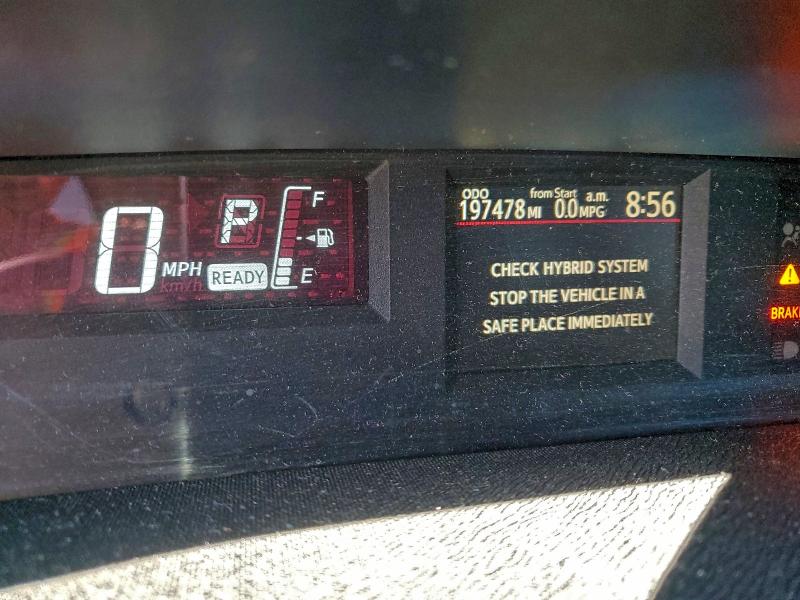 0 MPH
km/h
P
READY
F
E
ODO from Start a.m.
197478 MI 0.0 MPG 8:56
CHECK HYBRID SYSTEM
STOP THE VEHICLE IN A
SAFE PLACE IMMEDIATELY
BRAKE